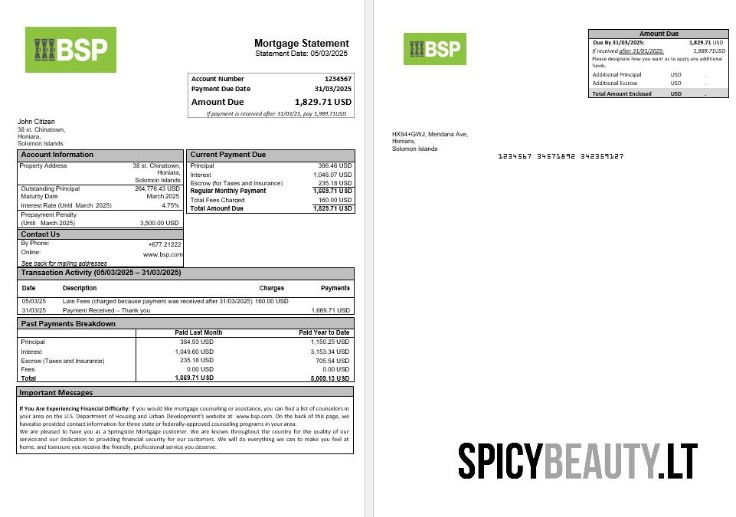 BSP
Mortgage Statement
Statement Date: 05/03/2025
Account Number 1234567
Payment Due Date 31/03/2025
Amount Due 1,829.71 USD
If payment is received after 31/03/25, pay 1,989.71USD
John Citizen
38 st. Chinatown,
Honiara,
Solomon Islands
Account Information
Property Address 38 st. Chinatown,
Honiara,
Solomon Islands
Outstanding Principal 264,776.43 USD
Maturity Date March 2025
Interest Rate (Until March 2025) 4.75%
Prepayment Penalty
(Until March 2025) 3,500.00 USD
Contact Us
By Phone: +677 21222
Online: www.bsp.com
See back for mailing addresses
Current Payment Due
Principal 386.46 USD
Interest 1,048.07 USD
Escrow (for Taxes and Insurance) 235.18 USD
Regular Monthly Payment 1,669.71 USD
Total Fees Charged 160.00 USD
Total Amount Due 1,829.71 USD
Transaction Activity (05/03/2025 – 31/03/2025)
Date Description Charges Payments
05/03/25 Late Fees (charged because payment was received after 31/03/2025) 160.00 USD
31/03/25 Payment Received – Thank you 1,669.71 USD
Past Payments Breakdown
Paid Last Month Paid Year to Date
Principal 384.93 USD 1,150.25 USD
Interest 1,049.60 USD 3,153.34 USD
Escrow (Taxes and Insurance) 235.18 USD 705.54 USD
Fees 0.00 USD 0.00 USD
Total 1,669.71 USD 5,009.13 USD
Important Messages
If You Are Experiencing Financial Difficulty: If you would like mortgage counseling or assistance, you can find a list of counselors in
your area on the U.S. Department of Housing and Urban Development's website at www.bsp.com. On the back of this page, we
havealso provided contact information for three state or federally-approved counseling programs in your area.
We are pleased to have you as a Springside Mortgage customer. We are known throughout the country for the quality of our
serviceand our dedication to providing financial security for our customers. We will do everything we can to make you feel at
home, and toensure you receive the friendly, professional service you deserve.
BSP
Amount Due
Due By 31/03/2025: 1,829.71 USD
If received after 31/01/2025: 1,989.71USD
Please designate how you want us to apply any additional
funds.
Additional Principal USD .
Additional Escrow USD .
Total Amount Enclosed USD .
HX94+GWJ, Mendana Ave,
Honiara,
Solomon Islands
1234567 34571892 342359127
SPICYBEAUTY.LT